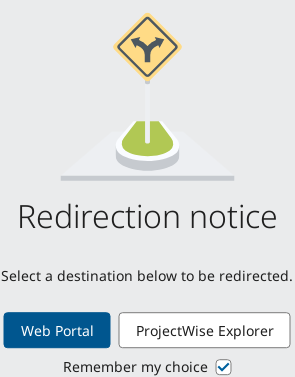 Redirection notice
Select a destination below to be redirected.
Web Portal
ProjectWise Explorer
Remember my choice